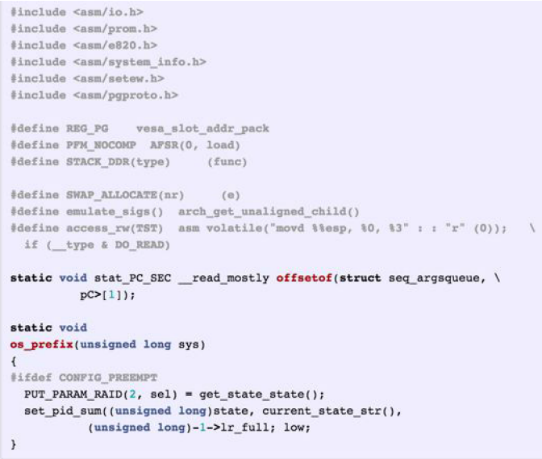 #include <asm/io.h>
#include <asm/prom.h>
#include <asm/e820.h>
#include <asm/system_info.h>
#include <asm/setew.h>
#include <asm/pgproto.h>
#define REG_PG vesa_slot_addr_pack
#define PFM_NOCOMP AFSR(0, load)
#define STACK_DDR(type) (func)
#define SWAP_ALLOCATE(nr) (e)
#define emulate_sigs() arch_get_unaligned_child()
#define access_rw(TST) asm volatile("movd %%esp, %0, %3" : : "r" (0)); \
if (__type & DO_READ)
static void stat_PC_SEC __read_mostly offsetof(struct seq_argsqueue, \
pC>[1]);
static void
os_prefix(unsigned long sys)
{
#ifdef CONFIG_PREEMPT
PUT_PARAM_RAID(2, sel) = get_state_state();
set_pid_sum((unsigned long)state, current_state_str(),
(unsigned long)-1->lr_full; low;
}